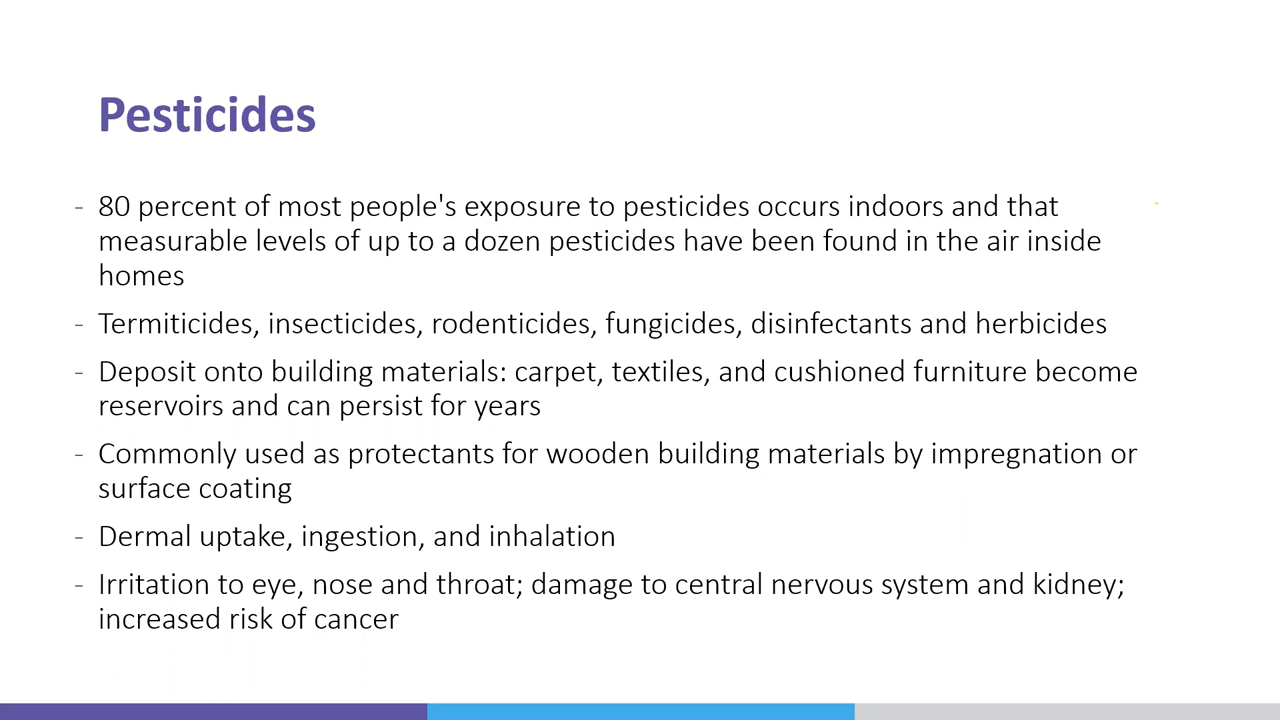 Pesticides
- 80 percent of most people's exposure to pesticides occurs indoors and that
measurable levels of up to a dozen pesticides have been found in the air inside
homes
- Termiticides, insecticides, rodenticides, fungicides, disinfectants and herbicides
- Deposit onto building materials: carpet, textiles, and cushioned furniture become
reservoirs and can persist for years
- Commonly used as protectants for wooden building materials by impregnation or
surface coating
- Dermal uptake, ingestion, and inhalation
- Irritation to eye, nose and throat; damage to central nervous system and kidney;
increased risk of cancer